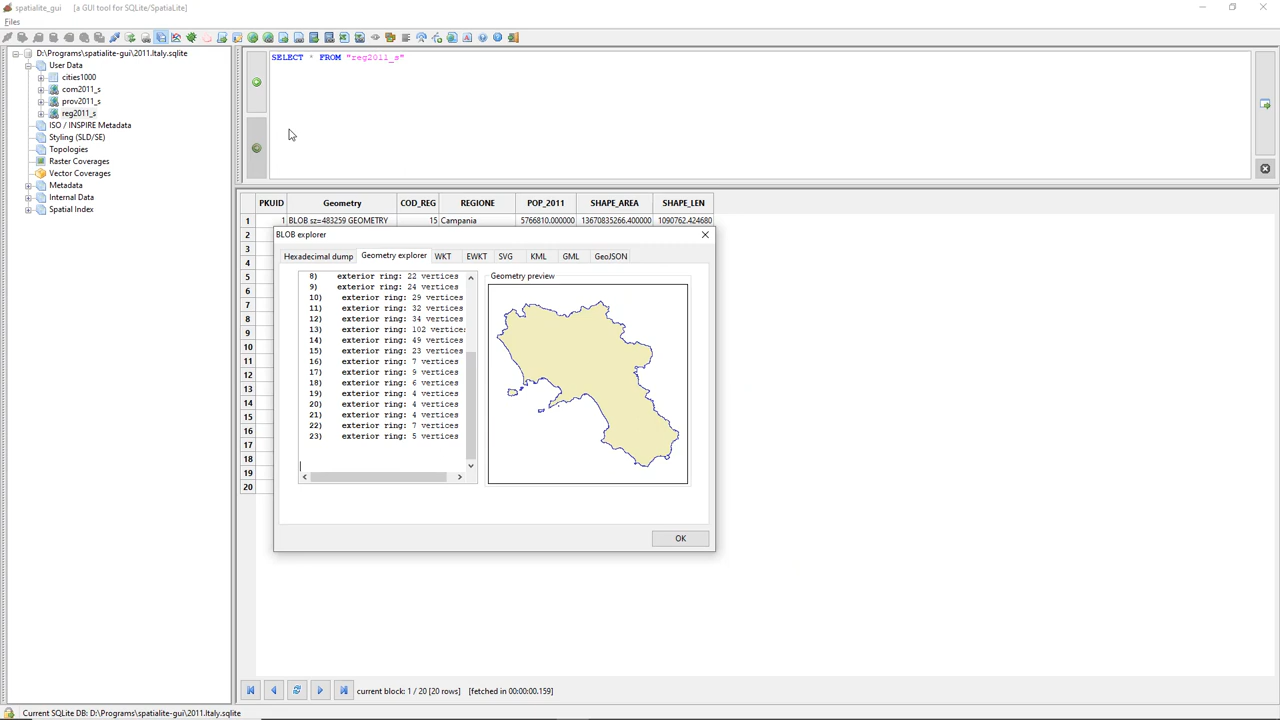 spatialite_gui [a GUI tool for SQLite/SpatiaLite]
Files
D:\Programs\spatialite-gui\2011.Italy.sqlite
User Data
cities1000
com2011_s
prov2011_s
reg2011_s
ISO / INSPIRE Metadata
Styling (SLD/SE)
Topologies
Raster Coverages
Vector Coverages
Metadata
Internal Data
Spatial Index
SELECT * FROM "reg2011_s"
PKUID Geometry COD_REG REGIONE POP_2011 SHAPE_AREA SHAPE_LEN
1 1 BLOB sz=483259 GEOMETRY 15 Campania 5766810.000000 13670835266.400000 1090762.424680
2
3
4
5
6
7
8
9
10
11
12
13
14
15
16
17
18
19
20
BLOB explorer
Hexadecimal dump Geometry explorer WKT EWKT SVG KML GML GeoJSON
8) exterior ring: 22 vertices
9) exterior ring: 24 vertices
10) exterior ring: 29 vertices
11) exterior ring: 32 vertices
12) exterior ring: 34 vertices
13) exterior ring: 102 vertices
14) exterior ring: 49 vertices
15) exterior ring: 23 vertices
16) exterior ring: 7 vertices
17) exterior ring: 9 vertices
18) exterior ring: 6 vertices
19) exterior ring: 4 vertices
20) exterior ring: 4 vertices
21) exterior ring: 4 vertices
22) exterior ring: 7 vertices
23) exterior ring: 5 vertices
Geometry preview
OK
current block: 1 / 20 [20 rows] [fetched in 00:00:00.159]
Current SQLite DB: D:\Programs\spatialite-gui\2011.Italy.sqlite